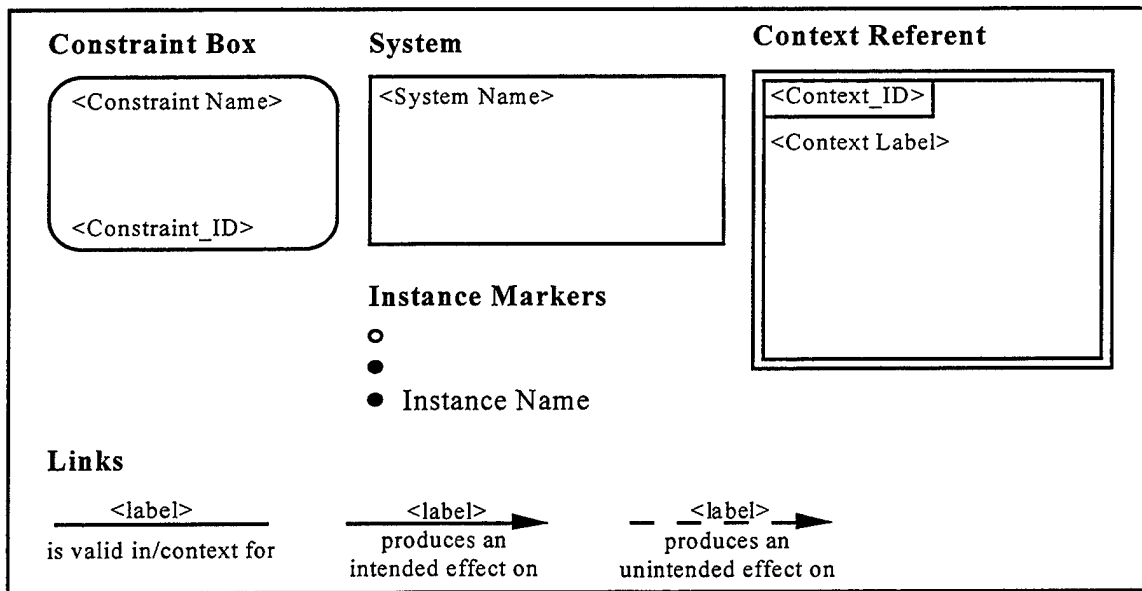 Constraint Box
<Constraint Name>
<Constraint_ID>
System
<System Name>
Context Referent
<Context_ID>
<Context Label>
Instance Markers
Instance Name
Links
<label>
is valid in/context for
<label>
produces an
intended effect on
<label>
produces an
unintended effect on